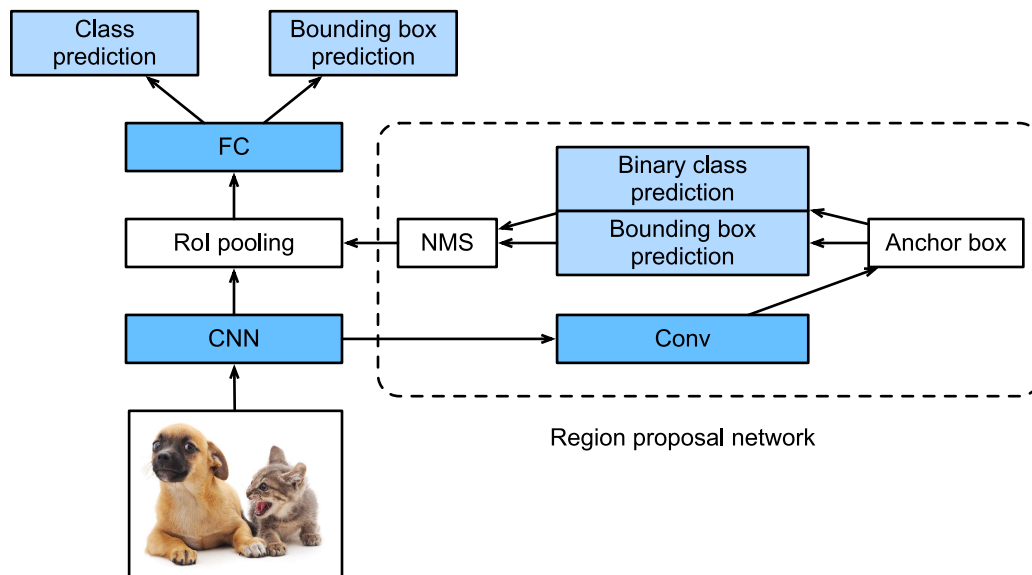 Class
prediction
Bounding box
prediction
FC
Binary class
prediction
RoI pooling
NMS
Bounding box
prediction
Anchor box
CNN
Conv
Region proposal network